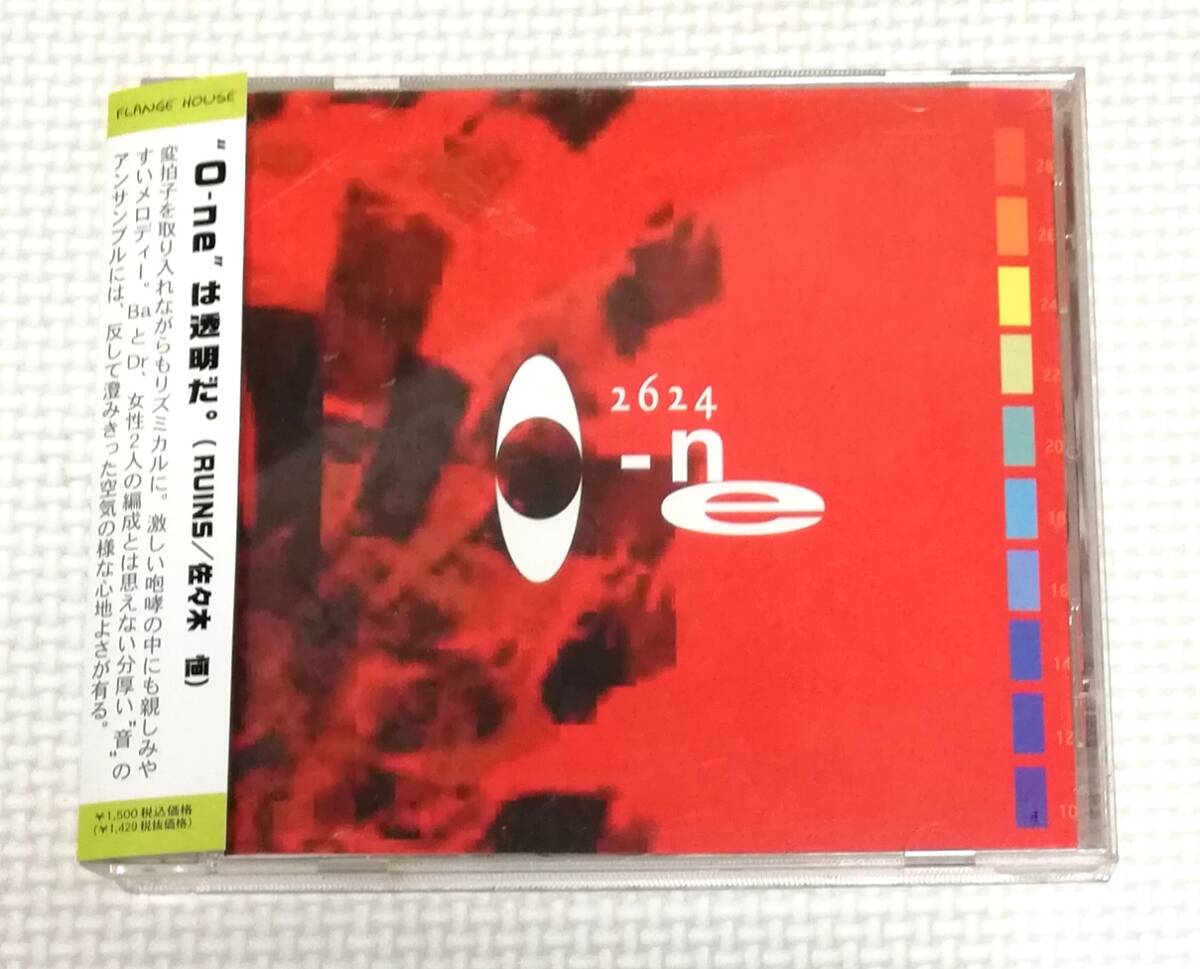 FLANGE HOUSE
"O-ne"は透明だ。(RUINS/佐々木 恒)
変拍子を取り入れながらもリズミカルに。激しい咆哮の中にも親しみや
すいメロディー。BaとDr、女性2人の編成とは思えない分厚い"音"の
アンサンブルには、反して澄みきった空気の様な心地よさが有る。
¥1,500 税込価格
(¥1,429 税抜価格)
2624
O-ne
28
26
24
22
20
18
16
14
12
10